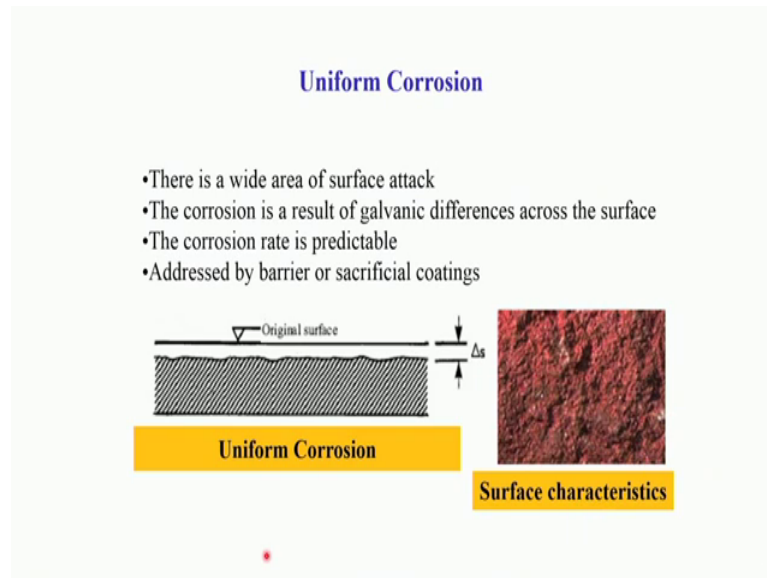 Uniform Corrosion
•There is a wide area of surface attack
•The corrosion is a result of galvanic differences across the surface
•The corrosion rate is predictable
•Addressed by barrier or sacrificial coatings
Original surface
Δs
Uniform Corrosion
Surface characteristics